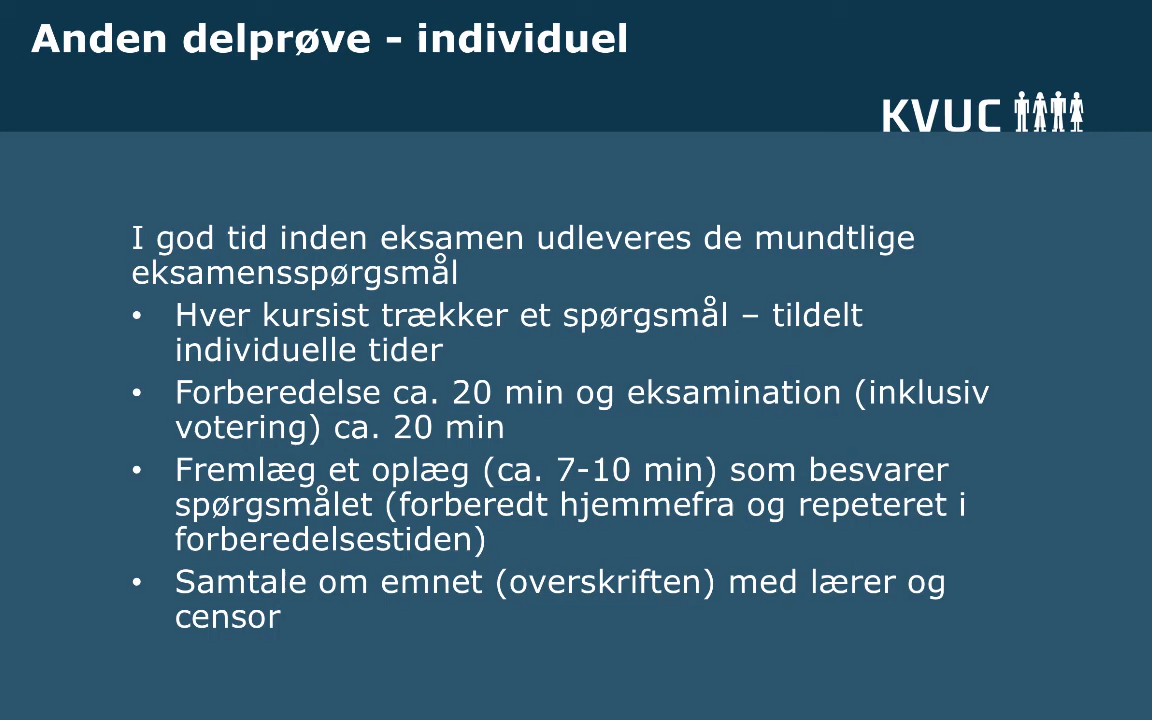 Anden delprøve - individuel
KVUC
I god tid inden eksamen udleveres de mundtlige
eksamensspørgsmål
• Hver kursist trækker et spørgsmål – tildelt
individuelle tider
• Forberedelse ca. 20 min og eksamination (inklusiv
votering) ca. 20 min
• Fremlæg et oplæg (ca. 7-10 min) som besvarer
spørgsmålet (forberedt hjemmefra og repeteret i
forberedelsestiden)
• Samtale om emnet (overskriften) med lærer og
censor